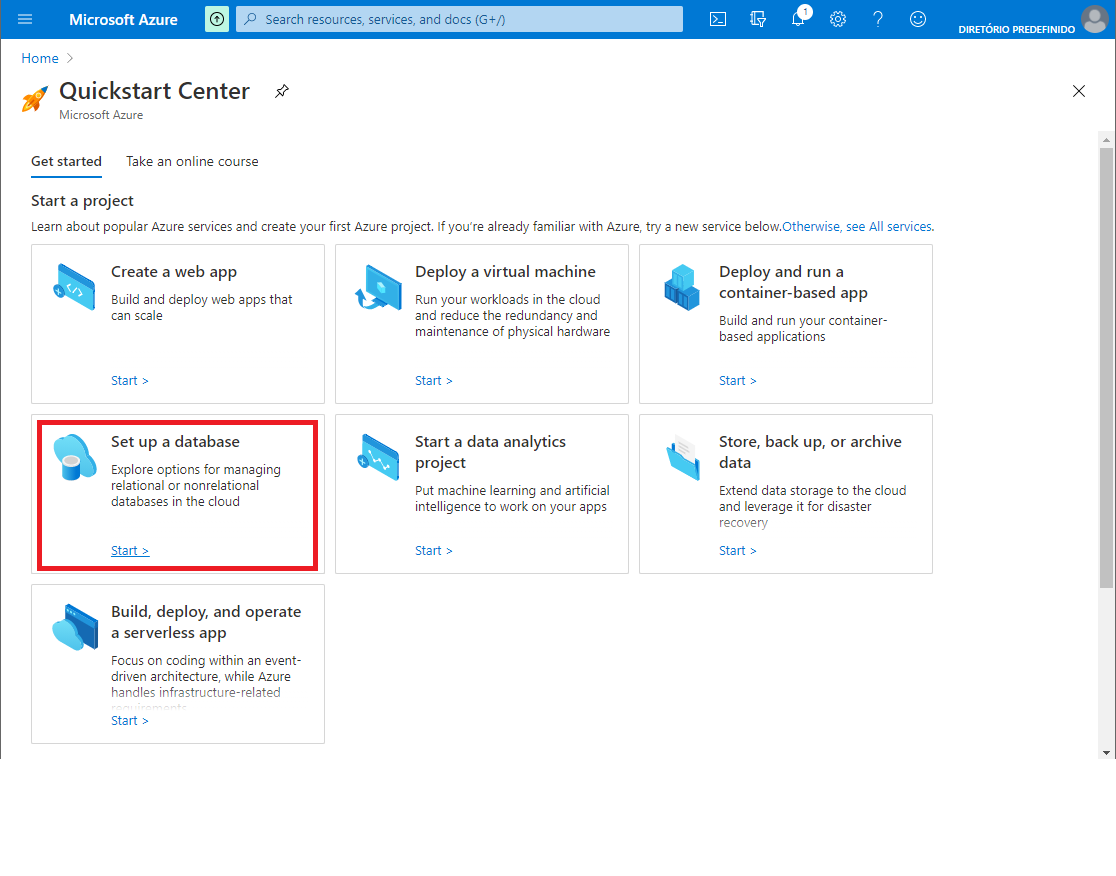 Microsoft Azure
Search resources, services, and docs (G+/)
1
DIRETÓRIO PREDEFINIDO
Home
Quickstart Center
Microsoft Azure
Get started
Take an online course
Start a project
Learn about popular Azure services and create your first Azure project. If you're already familiar with Azure, try a new service below.Otherwise, see All services.
Create a web app
Build and deploy web apps that
can scale
Start >
Deploy a virtual machine
Run your workloads in the cloud
and reduce the redundancy and
maintenance of physical hardware
Start >
Deploy and run a
container-based app
Build and run your container-
based applications
Start >
Set up a database
Explore options for managing
relational or nonrelational
databases in the cloud
Start >
Start a data analytics
project
Put machine learning and artificial
intelligence to work on your apps
Start >
Store, back up, or archive
data
Extend data storage to the cloud
and leverage it for disaster
recovery
Start >
Build, deploy, and operate
a serverless app
Focus on coding within an event-
driven architecture, while Azure
handles infrastructure-related
requirements
Start >